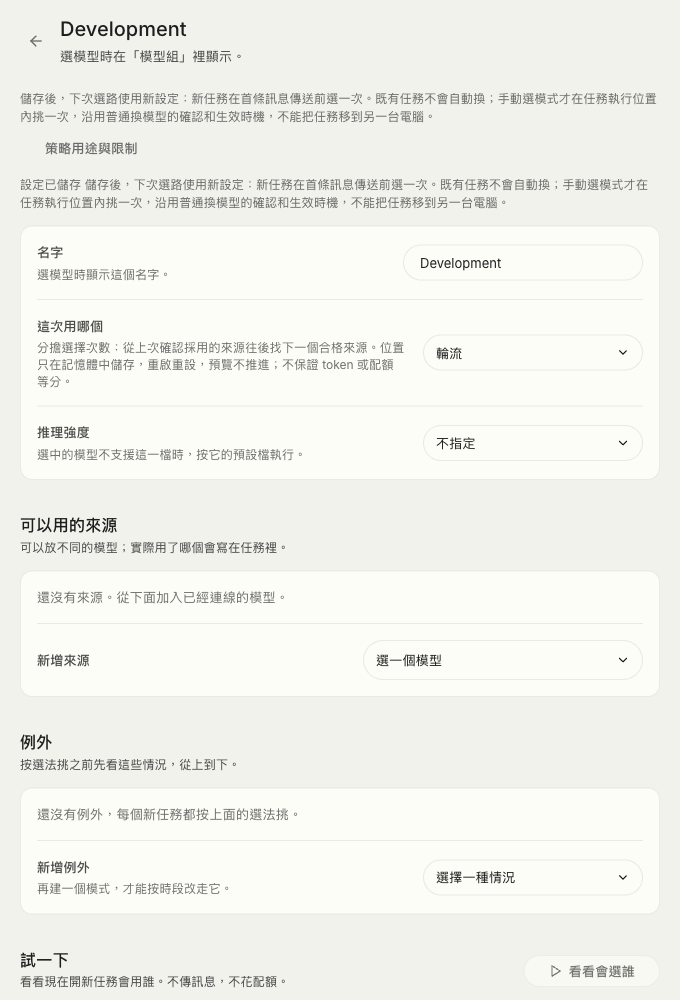 Development
選模型時在「模型組」裡顯示。
儲存後，下次選路使用新設定：新任務在首條訊息傳送前選一次。既有任務不會自動換；手動選模式才在任務執行位置
內挑一次，沿用普通換模型的確認和生效時機，不能把任務移到另一台電腦。
策略用途與限制
設定已儲存 儲存後，下次選路使用新設定：新任務在首條訊息傳送前選一次。既有任務不會自動換；手動選模式才在
任務執行位置內挑一次，沿用普通換模型的確認和生效時機，不能把任務移到另一台電腦。
名字
選模型時顯示這個名字。
Development
這次用哪個
分擔選擇次數：從上次確認採用的來源往後找下一個合格來源。位置
只在記憶體中儲存，重啟重設，預覽不推進；不保證 token 或配額
等分。
輪流
推理強度
選中的模型不支援這一檔時，按它的預設檔執行。
不指定
可以用的來源
可以放不同的模型；實際用了哪個會寫在任務裡。
還沒有來源。從下面加入已經連線的模型。
新增來源
選一個模型
例外
按選法挑之前先看這些情況，從上到下。
還沒有例外，每個新任務都按上面的選法挑。
新增例外
再建一個模式，才能按時段改走它。
選擇一種情況
試一下
看看現在開新任務會用誰。不傳訊息，不花配額。
看看會選誰